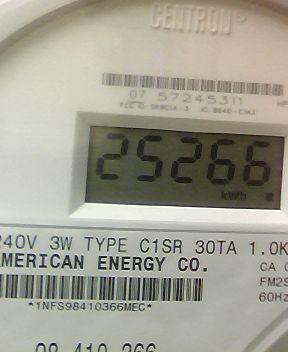 CENTRON
07 57245311
25266
kWh
240V 3W TYPE C1SR 30TA 1.0K
AMERICAN ENERGY CO.
CA
FM2S
60Hz
*1NFS98410366MEC*
98 410 366